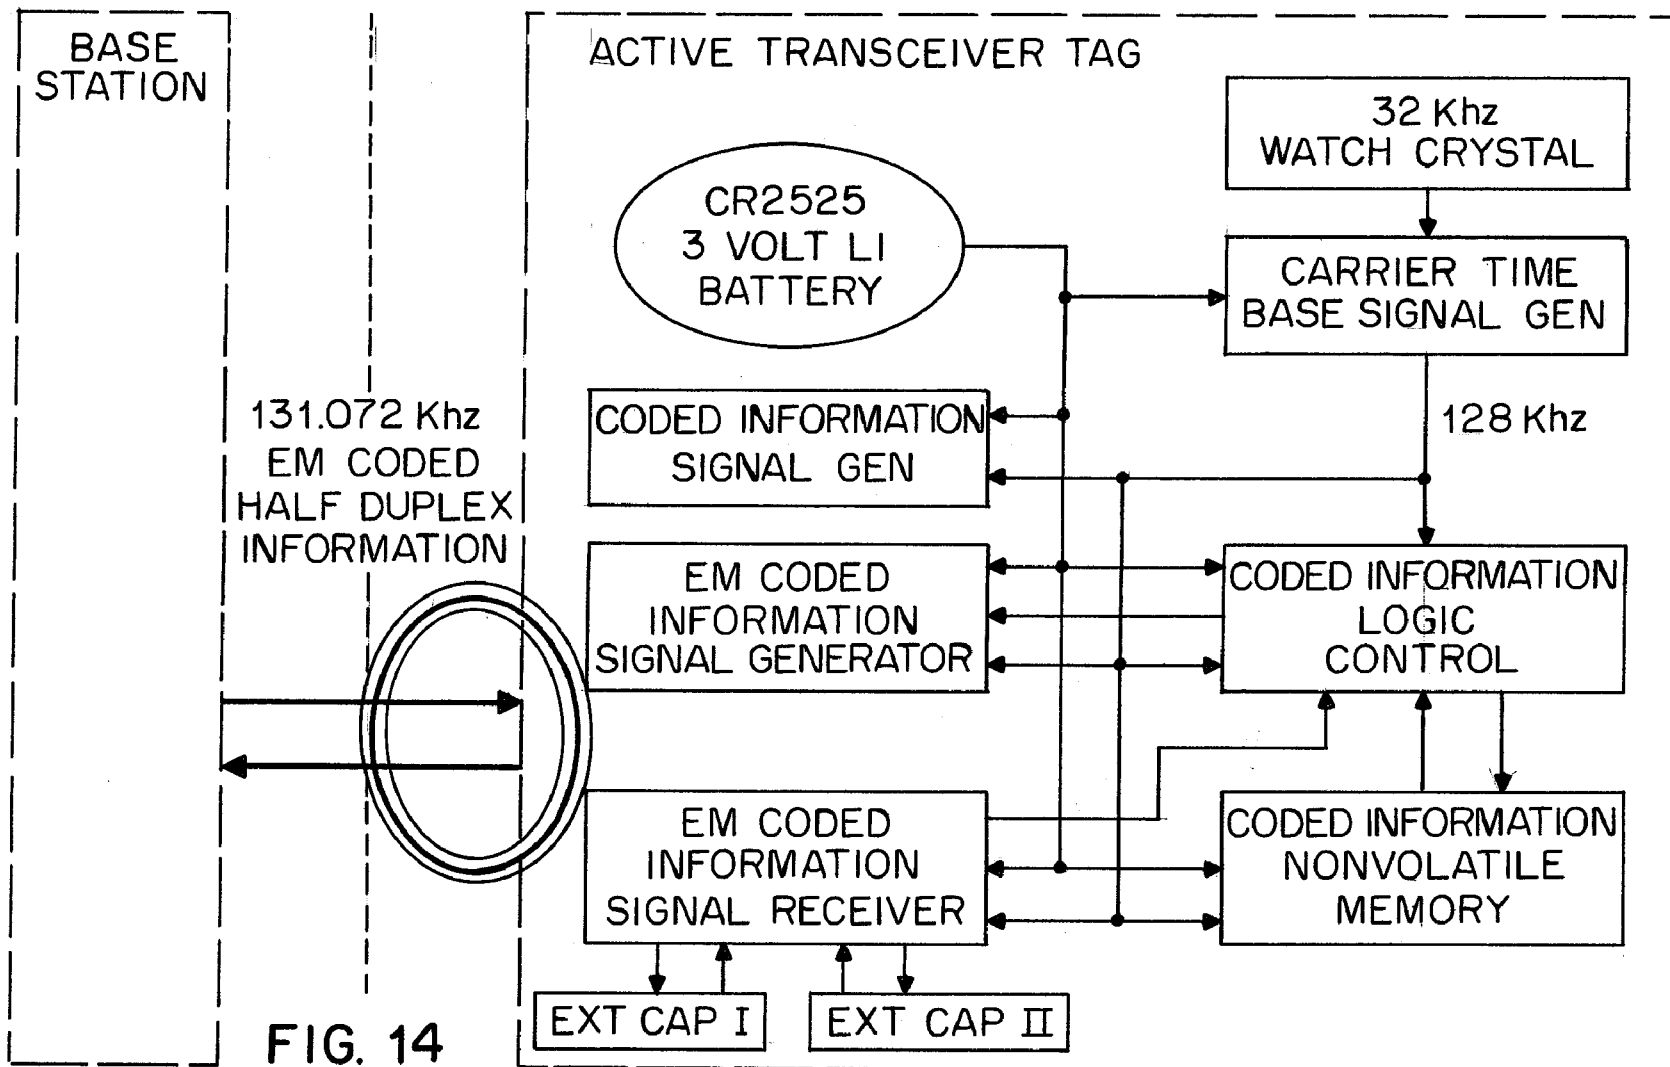 BASE
STATION
ACTIVE TRANSCEIVER TAG
32 Khz
WATCH CRYSTAL
CR2525
3 VOLT LI
BATTERY
CARRIER TIME
BASE SIGNAL GEN
131.072 Khz
EM CODED
HALF DUPLEX
INFORMATION
CODED INFORMATION
SIGNAL GEN
128 Khz
EM CODED
INFORMATION
SIGNAL GENERATOR
CODED INFORMATION
LOGIC
CONTROL
EM CODED
INFORMATION
SIGNAL RECEIVER
CODED INFORMATION
NONVOLATILE
MEMORY
EXT CAP I
EXT CAP II
FIG. 14